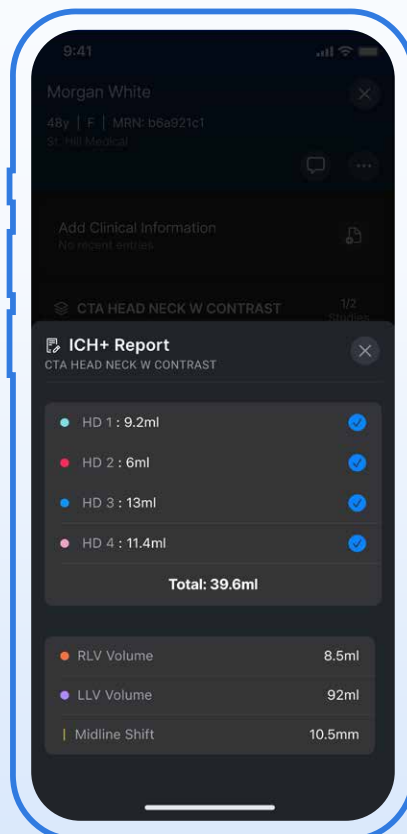 9:41
Morgan White
48y | F | MRN: b6a921c1
St. Hill Medical
Add Clinical Information
No recent entries
CTA HEAD NECK W CONTRAST 1/2
Studies
ICH+ Report
CTA HEAD NECK W CONTRAST
HD 1 : 9.2ml
HD 2 : 6ml
HD 3 : 13ml
HD 4 : 11.4ml
Total: 39.6ml
RLV Volume 8.5ml
LLV Volume 92ml
Midline Shift 10.5mm